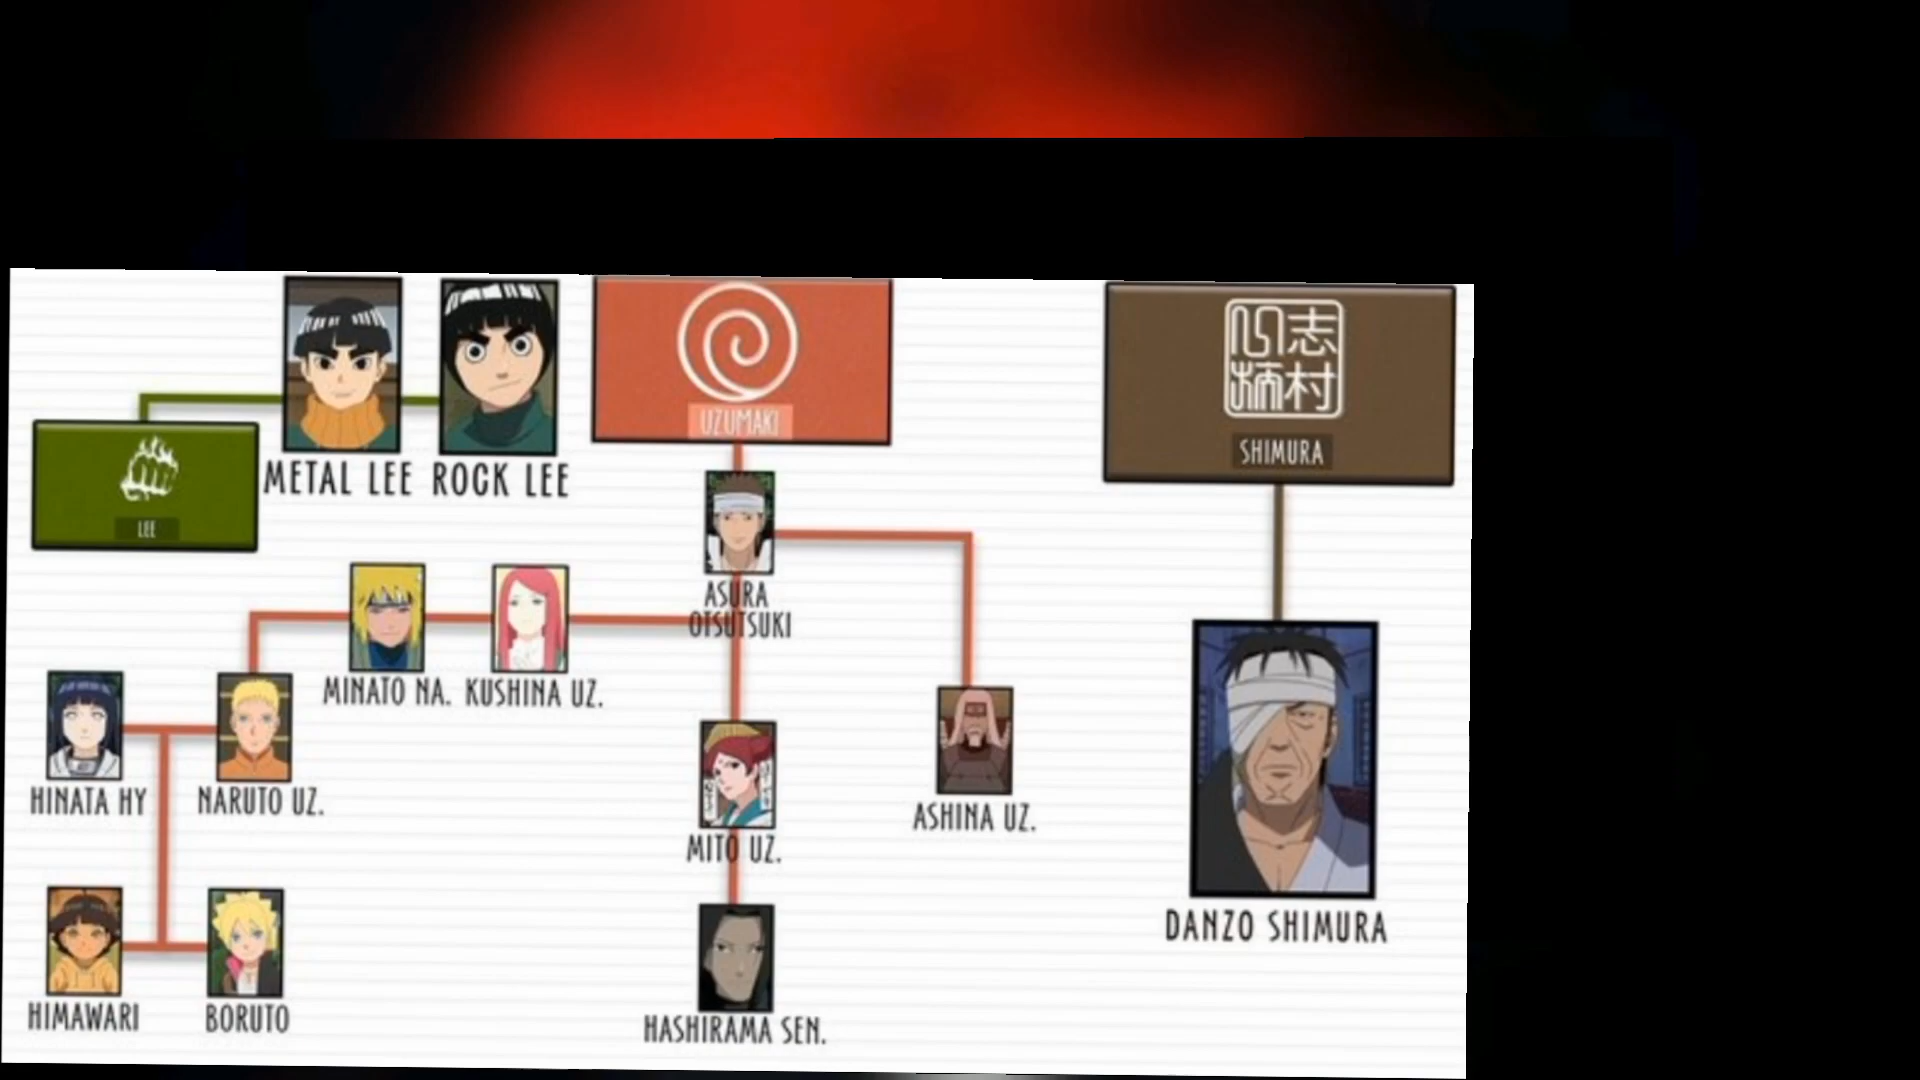 METAL LEE
ROCK LEE
LEE
UZUMAKI
志村
SHIMURA
ASURA
OTSUTSUKI
MINATO NA.
KUSHINA UZ.
HINATA HY
NARUTO UZ.
MITO UZ.
ASHINA UZ.
HIMAWARI
BORUTO
HASHIRAMA SEN.
DANZO SHIMURA